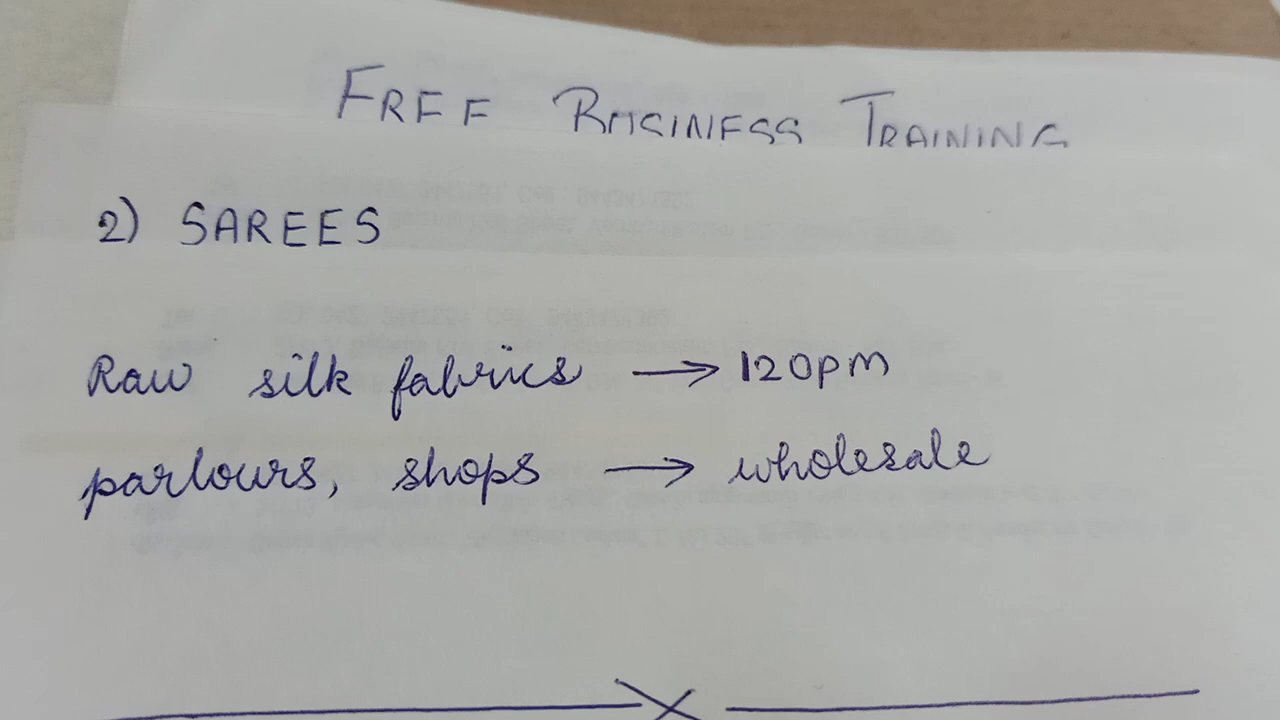 FREE BUSINESS TRAINING
2) SAREES
Raw silk fabrics → 120pm
parlours, shops → wholesale